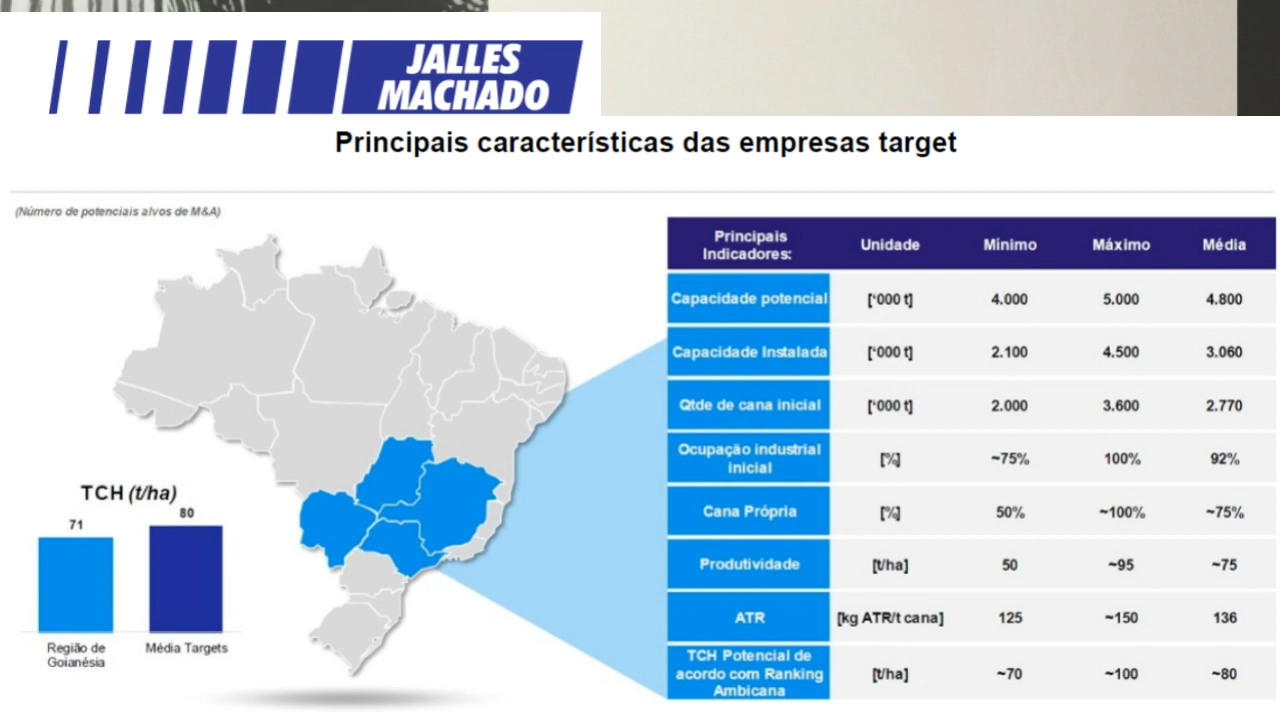 JALLES
MACHADO
Principais características das empresas target
(Número de potenciais alvos de M&A)
TCH (t/ha)
71
80
Região de
Goianésia
Média Targets
Principais
Indicadores:
Unidade
Mínimo
Máximo
Média
Capacidade potencial
['000 t]
4.000
5.000
4.800
Capacidade Instalada
['000 t]
2.100
4.500
3.060
Qtde de cana inicial
['000 t]
2.000
3.600
2.770
Ocupação industrial
inicial
[%]
~75%
100%
92%
Cana Própria
[%]
50%
~100%
~75%
Produtividade
[t/ha]
50
~95
~75
ATR
[kg ATR/t cana]
125
~150
136
TCH Potencial de
acordo com Ranking
Ambicana
[t/ha]
~70
~100
~80